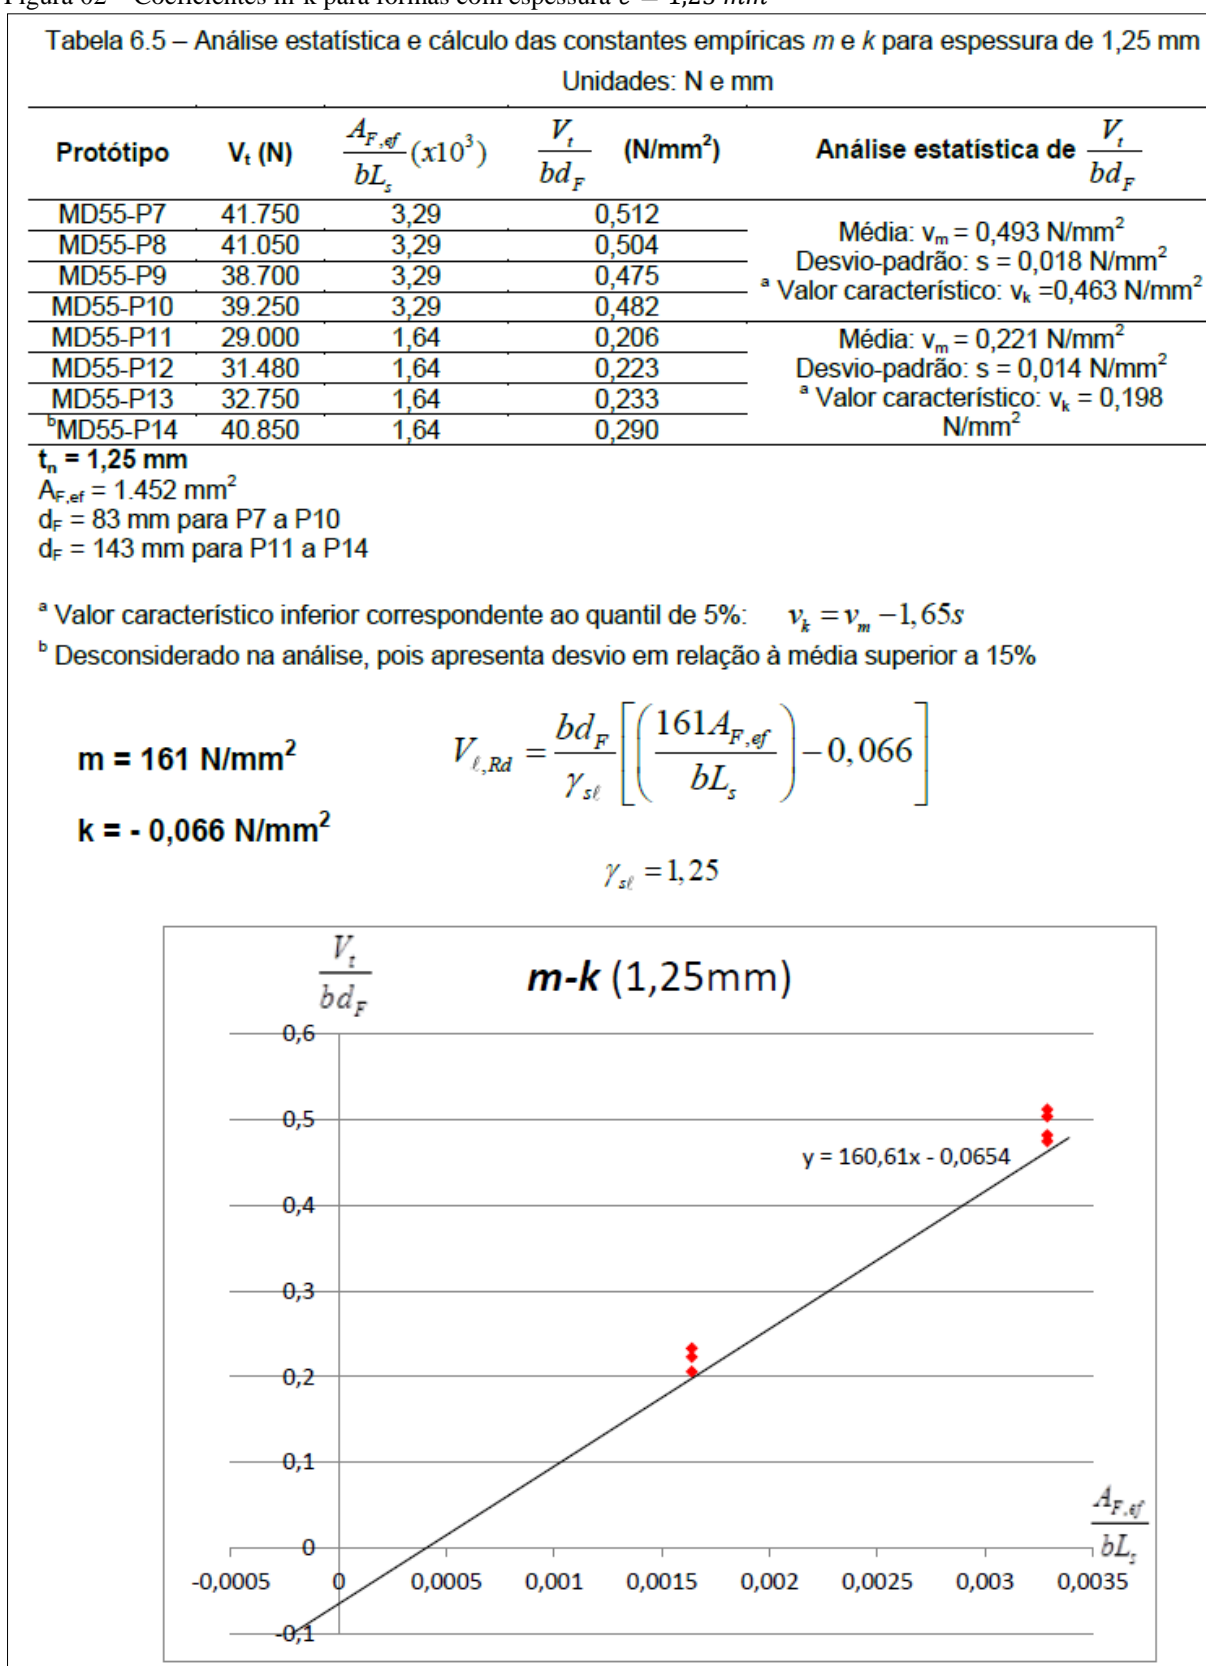 Figura 62 – Coeficientes m-k para fôrmas com espessura e = 1,25 mm
Tabela 6.5 – Análise estatística e cálculo das constantes empíricas m e k para espessura de 1,25 mm
Unidades: N e mm
Protótipo V_t (N) A_F,ef / bL_s (x10³) V_t / bd_F (N/mm²) Análise estatística de V_t / bd_F
MD55-P7 41.750 3,29 0,512
MD55-P8 41.050 3,29 0,504
MD55-P9 38.700 3,29 0,475
MD55-P10 39.250 3,29 0,482
Média: v_m = 0,493 N/mm²
Desvio-padrão: s = 0,018 N/mm²
ᵃ Valor característico: v_k =0,463 N/mm²
MD55-P11 29.000 1,64 0,206
MD55-P12 31.480 1,64 0,223
MD55-P13 32.750 1,64 0,233
ᵇMD55-P14 40.850 1,64 0,290
Média: v_m = 0,221 N/mm²
Desvio-padrão: s = 0,014 N/mm²
ᵃ Valor característico: v_k = 0,198
N/mm²
t_n = 1,25 mm
A_F,ef = 1.452 mm²
d_F = 83 mm para P7 a P10
d_F = 143 mm para P11 a P14
ᵃ Valor característico inferior correspondente ao quantil de 5%: v_k = v_m – 1,65s
ᵇ Desconsiderado na análise, pois apresenta desvio em relação à média superior a 15%
m = 161 N/mm²
V_ℓ,Rd = bd_F / γ_sℓ [ ( 161A_F,ef / bL_s ) – 0,066 ]
k = - 0,066 N/mm²
γ_sℓ = 1,25
V_t / bd_F
m-k (1,25mm)
0,6
0,5
y = 160,61x - 0,0654
0,4
0,3
0,2
0,1
A_F,ef / bL_s
0
-0,0005 0 0,0005 0,001 0,0015 0,002 0,0025 0,003 0,0035
-0,1